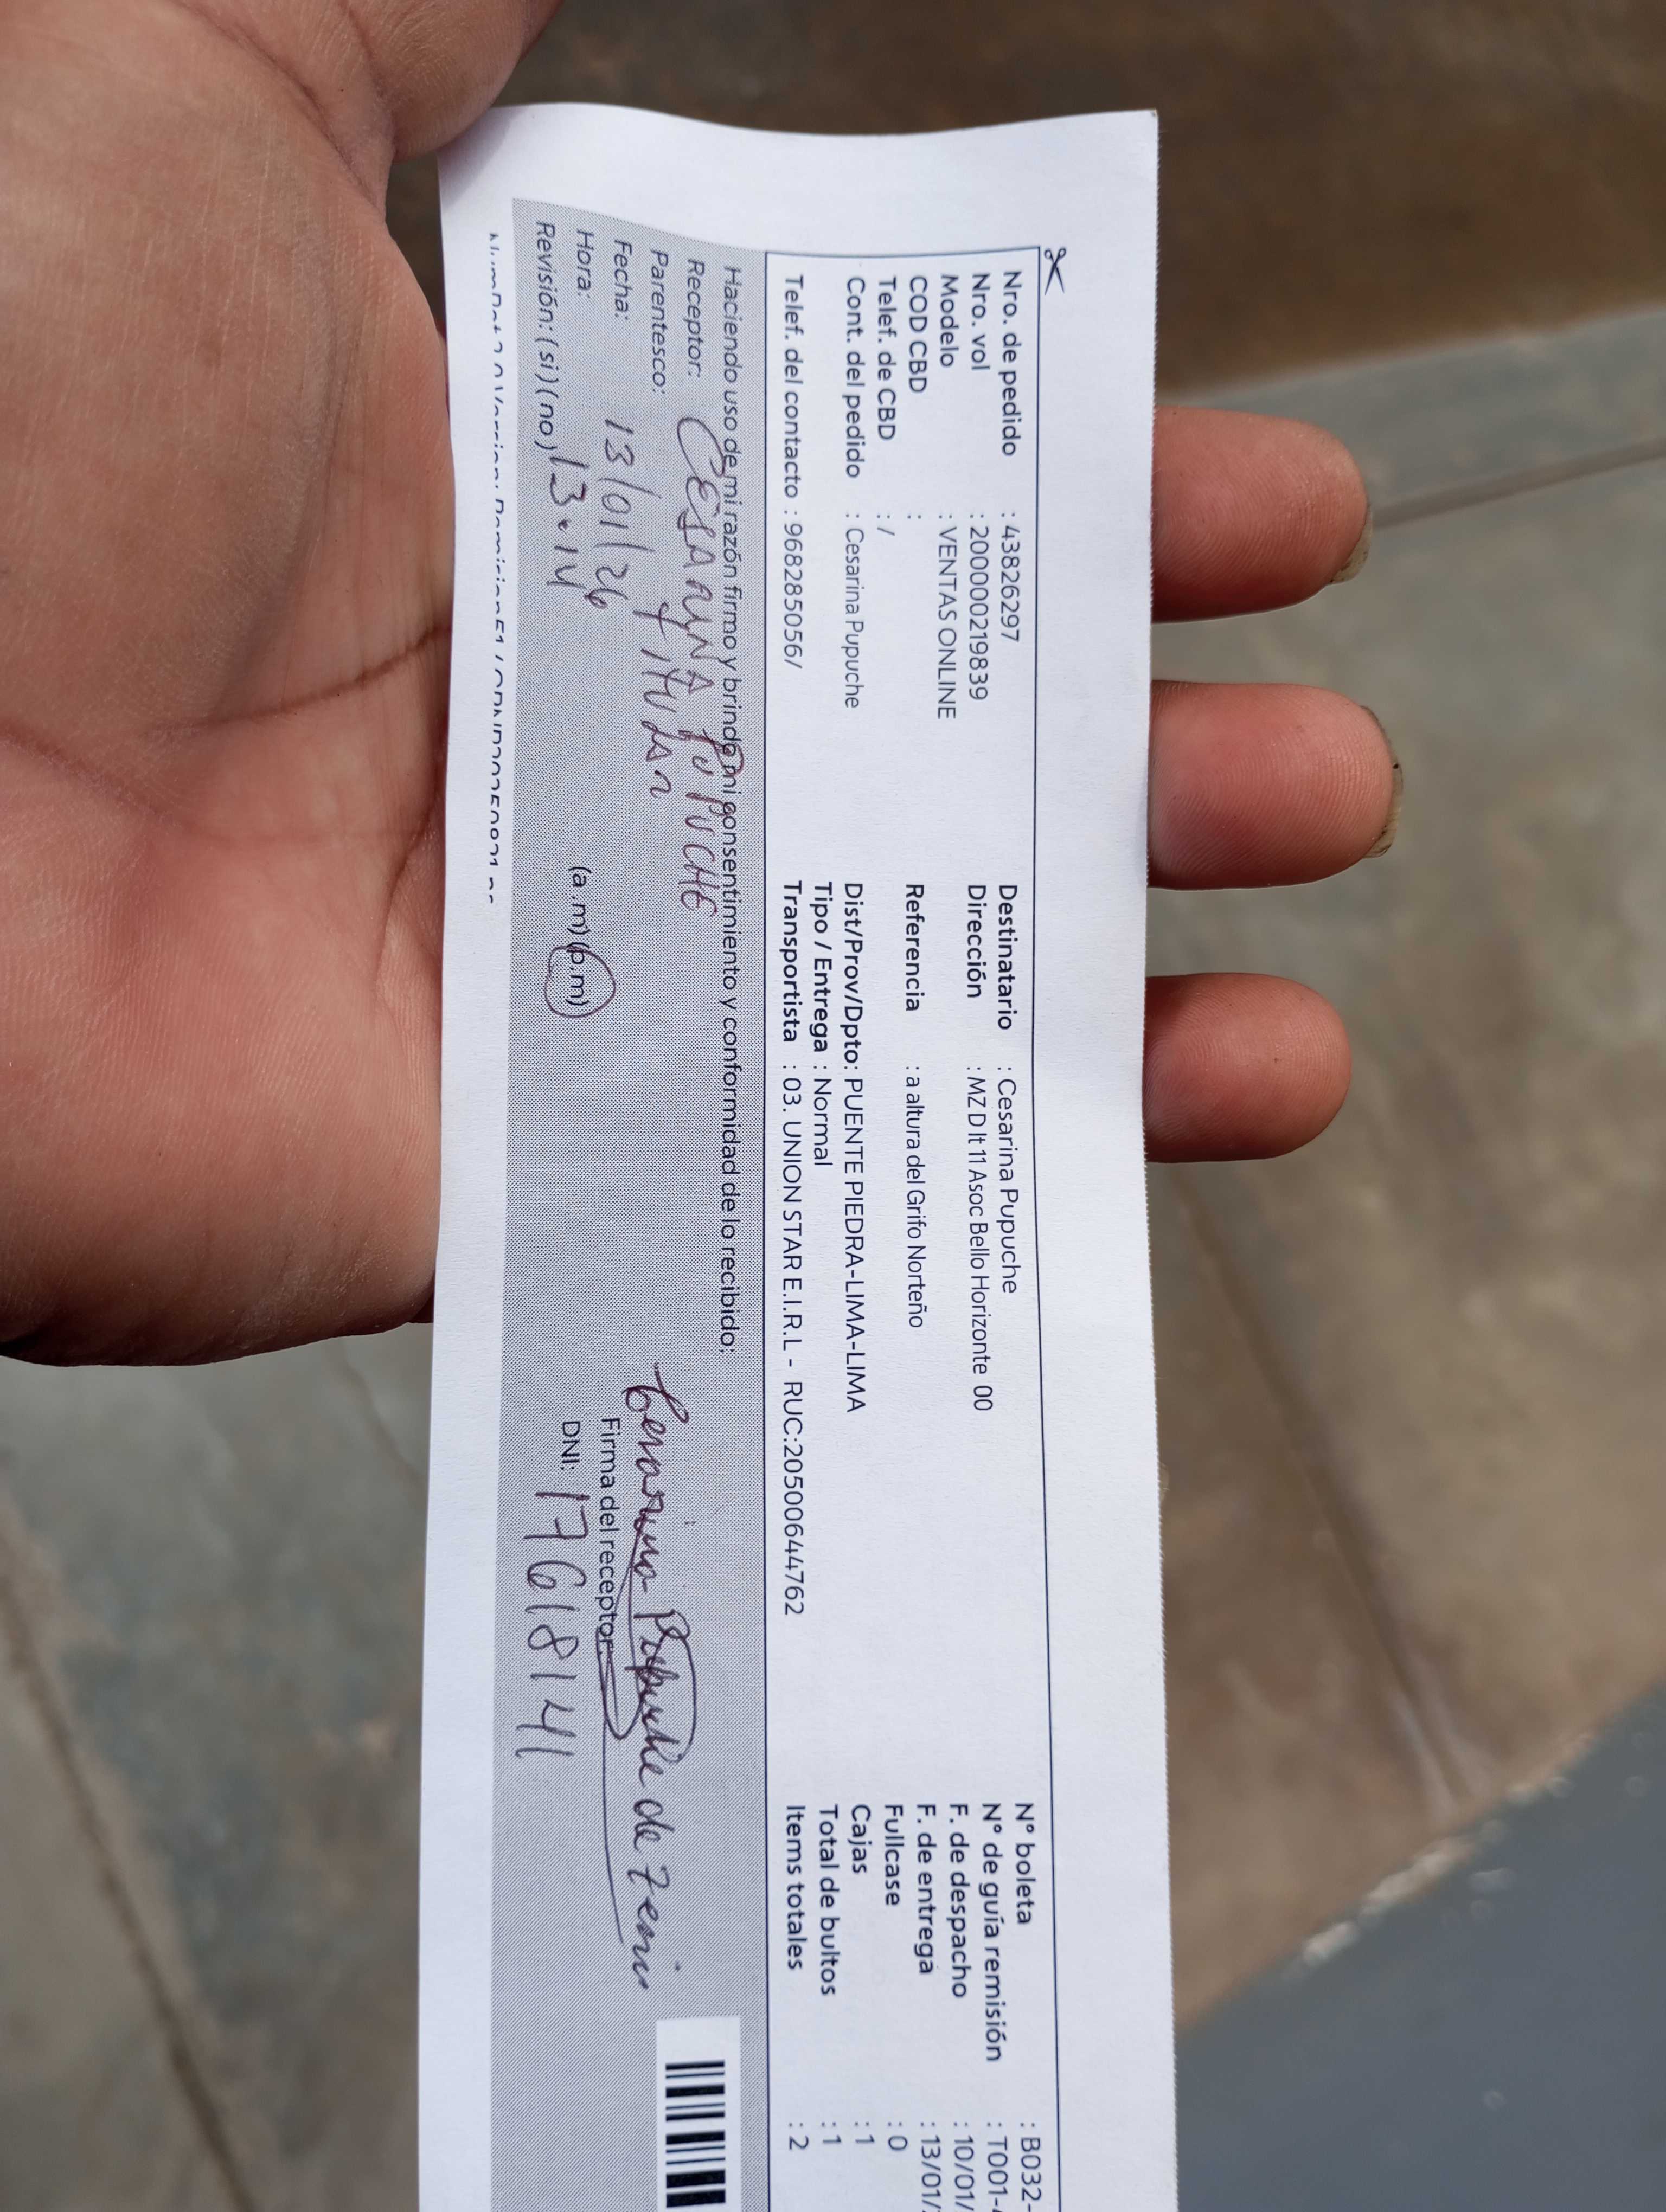 Nro. de pedido : 43826297
Nro. vol : 2000000219839
Modelo : VENTAS ONLINE
COD CBD :
Telef. de CBD : /
Cont. del pedido : Cesarina Pupuche
Telef. del contacto : 968285056/
Destinatario : Cesarina Pupuche
Dirección : MZ D lt 11 Asoc Bello Horizonte 00
Referencia : a altura del Grifo Norteño
Dist/Prov/Dpto: PUENTE PIEDRA-LIMA-LIMA
Tipo / Entrega : Normal
Transportista : 03. UNION STAR E.I.R.L - RUC:20500644762
N° boleta : B032-
N° de guía remisión : T001-
F. de despacho : 10/01/
F. de entrega : 13/01/
Fullcase : 0
Cajas : 1
Total de bultos : 1
Items totales : 2
Haciendo uso de mi razón firmo y brindo mi consentimiento y conformidad de lo recibido:
Receptor: CESARINA PUPUCHE
Parentesco: titular
Fecha: 13/01/26
Hora: 13:14 (a.m) (p.m)
Revisión: (si) (no)
Cesarina Pupuche de
Firma del receptor
DNI: 17618141